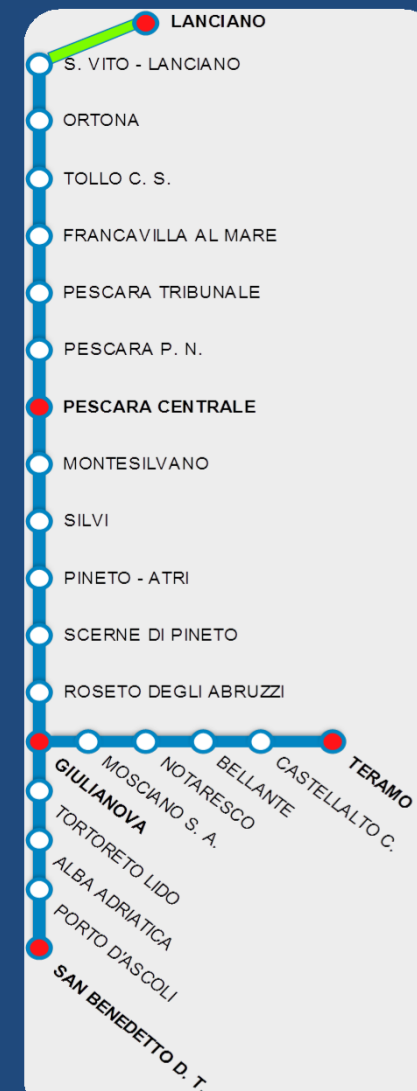 LANCIANO
S. VITO - LANCIANO
ORTONA
TOLLO C. S.
FRANCAVILLA AL MARE
PESCARA TRIBUNALE
PESCARA P. N.
PESCARA CENTRALE
MONTESILVANO
SILVI
PINETO - ATRI
SCERNE DI PINETO
ROSETO DEGLI ABRUZZI
GIULIANOVA
MOSCIANO S. A.
NOTARESCO
BELLANTE
CASTELLALTO C.
TERAMO
TORTORETO LIDO
ALBA ADRIATICA
PORTO D'ASCOLI
SAN BENEDETTO D. T.